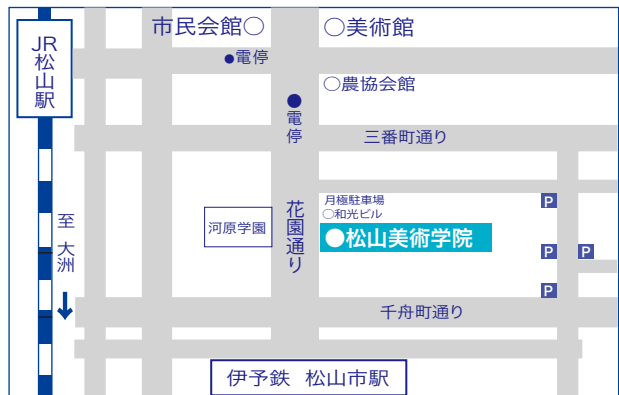 市民会館○
○美術館
JR松山駅
●電停
○農協会館
●電停
三番町通り
月極駐車場
○和光ビル
P
河原学園
花園通り
●松山美術学院
至 大洲
P P
P
千舟町通り
伊予鉄 松山市駅